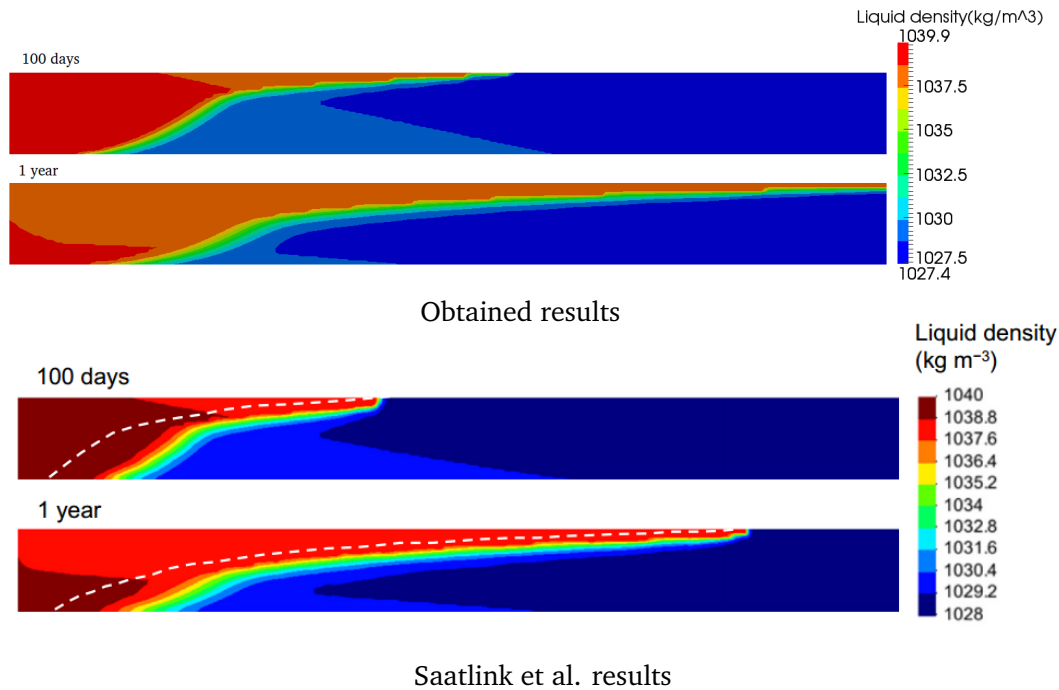 Liquid density(kg/m^3)
1039.9
100 days
1037.5
1035
1032.5
1030
1027.5
1027.4
1 year
Obtained results
Liquid density
(kg m⁻³)
100 days
1040
1038.8
1037.6
1036.4
1035.2
1034
1032.8
1031.6
1030.4
1029.2
1028
1 year
Saatlink et al. results